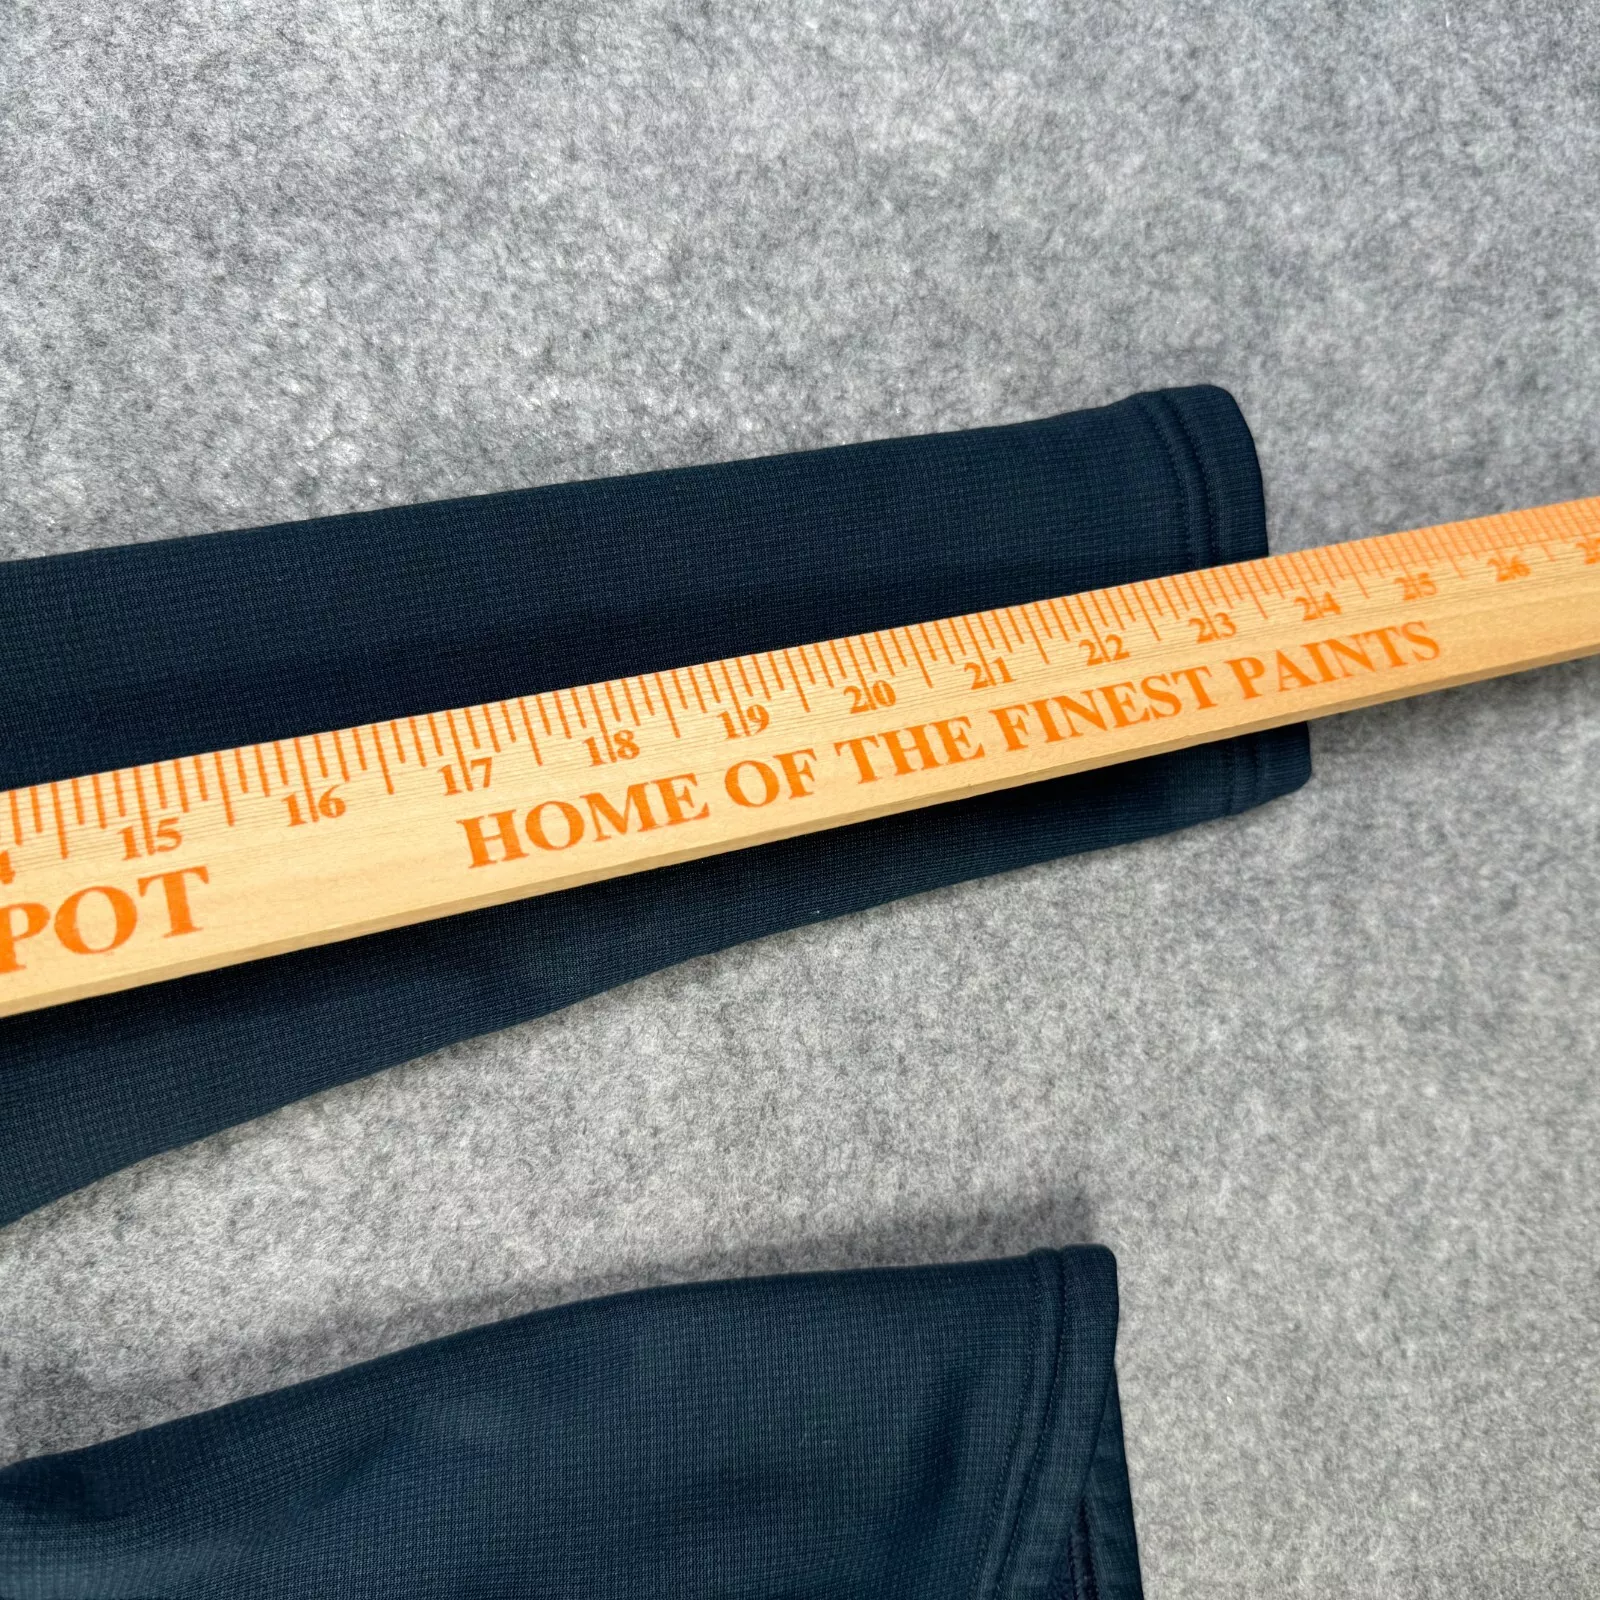 15 16 17 18 19 20 21 22 23 24 25 26
POT HOME OF THE FINEST PAINTS